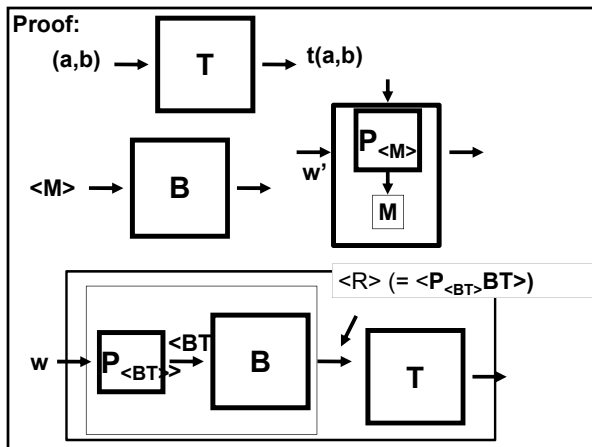 Proof:
(a,b) T t(a,b)
P<M>
w'
<M> B
M
<R> (= <P<BT>BT>)
<BT>
w P<BT> B
T